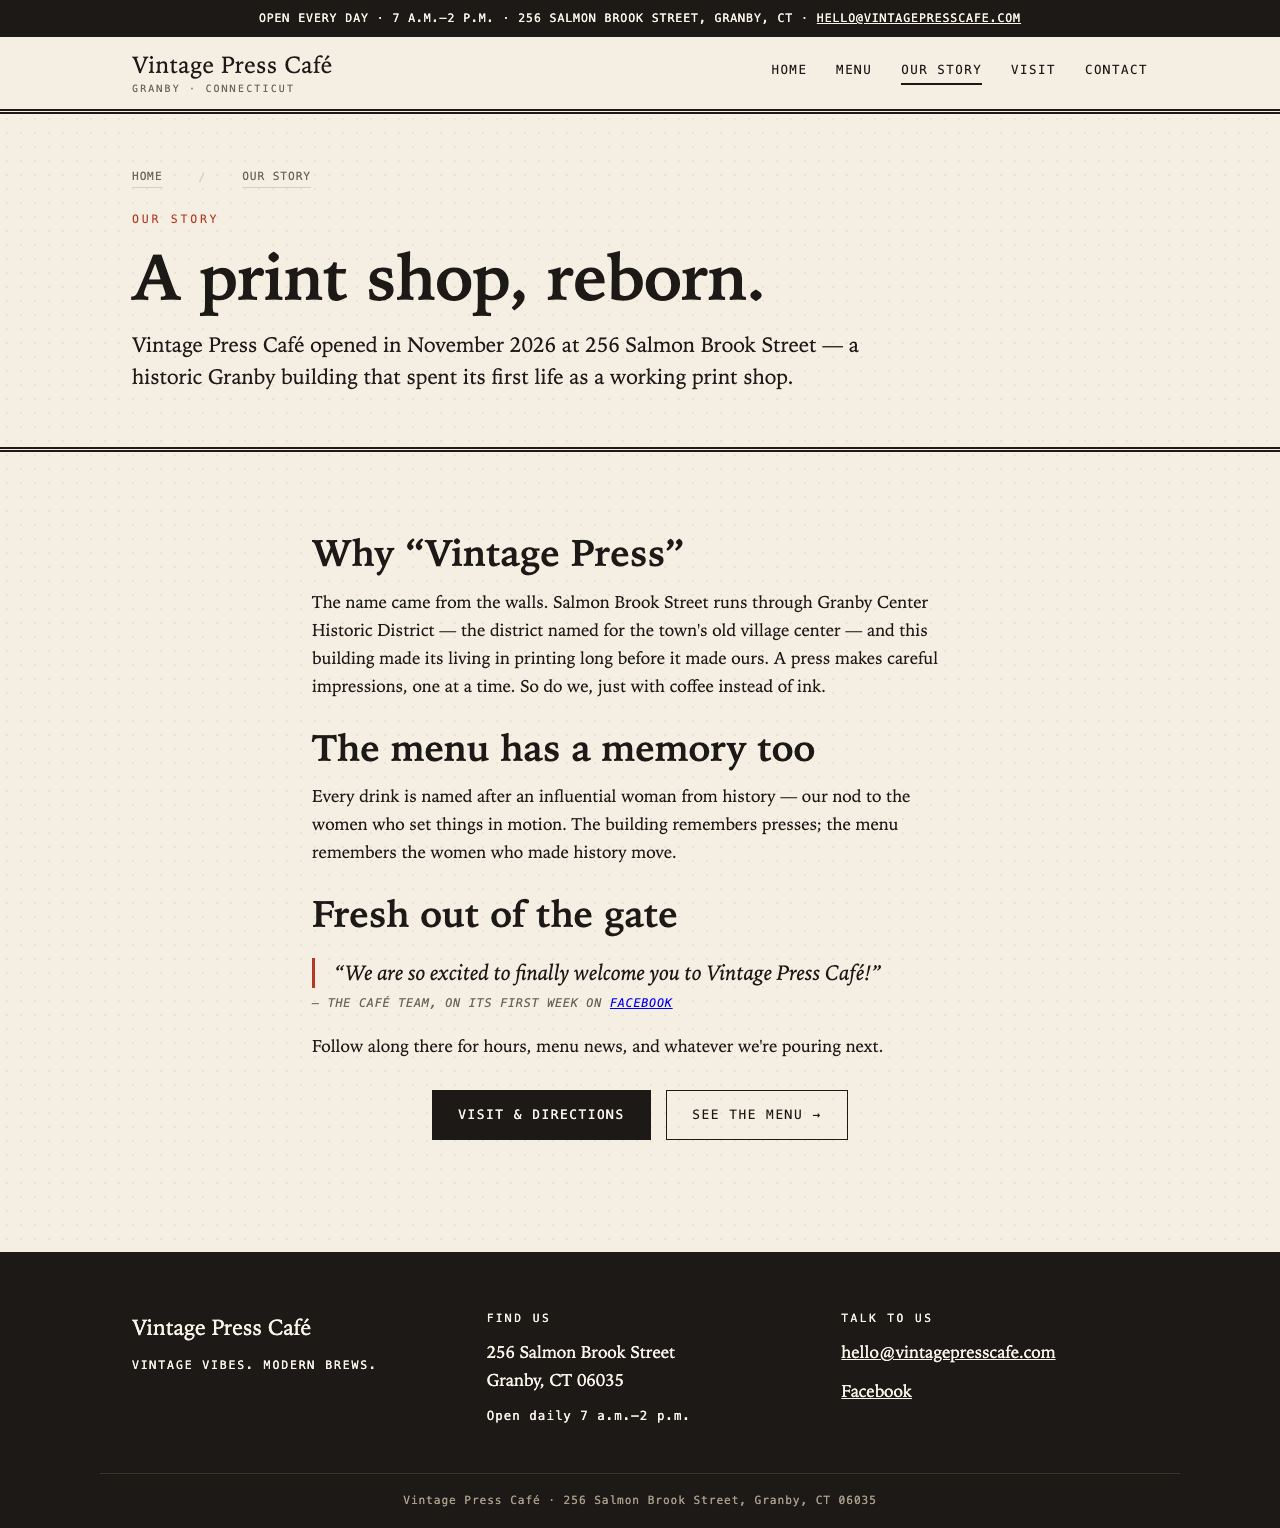 OPEN EVERY DAY · 7 A.M.–2 P.M. · 256 SALMON BROOK STREET, GRANBY, CT · HELLO@VINTAGEPRESSCAFE.COM
Vintage Press Café
GRANBY · CONNECTICUT
HOME MENU OUR STORY VISIT CONTACT
HOME / OUR STORY
OUR STORY
A print shop, reborn.
Vintage Press Café opened in November 2026 at 256 Salmon Brook Street — a
historic Granby building that spent its first life as a working print shop.
Why “Vintage Press”
The name came from the walls. Salmon Brook Street runs through Granby Center
Historic District — the district named for the town's old village center — and this
building made its living in printing long before it made ours. A press makes careful
impressions, one at a time. So do we, just with coffee instead of ink.
The menu has a memory too
Every drink is named after an influential woman from history — our nod to the
women who set things in motion. The building remembers presses; the menu
remembers the women who made history move.
Fresh out of the gate
“We are so excited to finally welcome you to Vintage Press Café!”
— THE CAFÉ TEAM, ON ITS FIRST WEEK ON FACEBOOK
Follow along there for hours, menu news, and whatever we're pouring next.
VISIT & DIRECTIONS
SEE THE MENU →
Vintage Press Café
VINTAGE VIBES. MODERN BREWS.
FIND US
256 Salmon Brook Street
Granby, CT 06035
Open daily 7 a.m.–2 p.m.
TALK TO US
hello@vintagepresscafe.com
Facebook
Vintage Press Café · 256 Salmon Brook Street, Granby, CT 06035